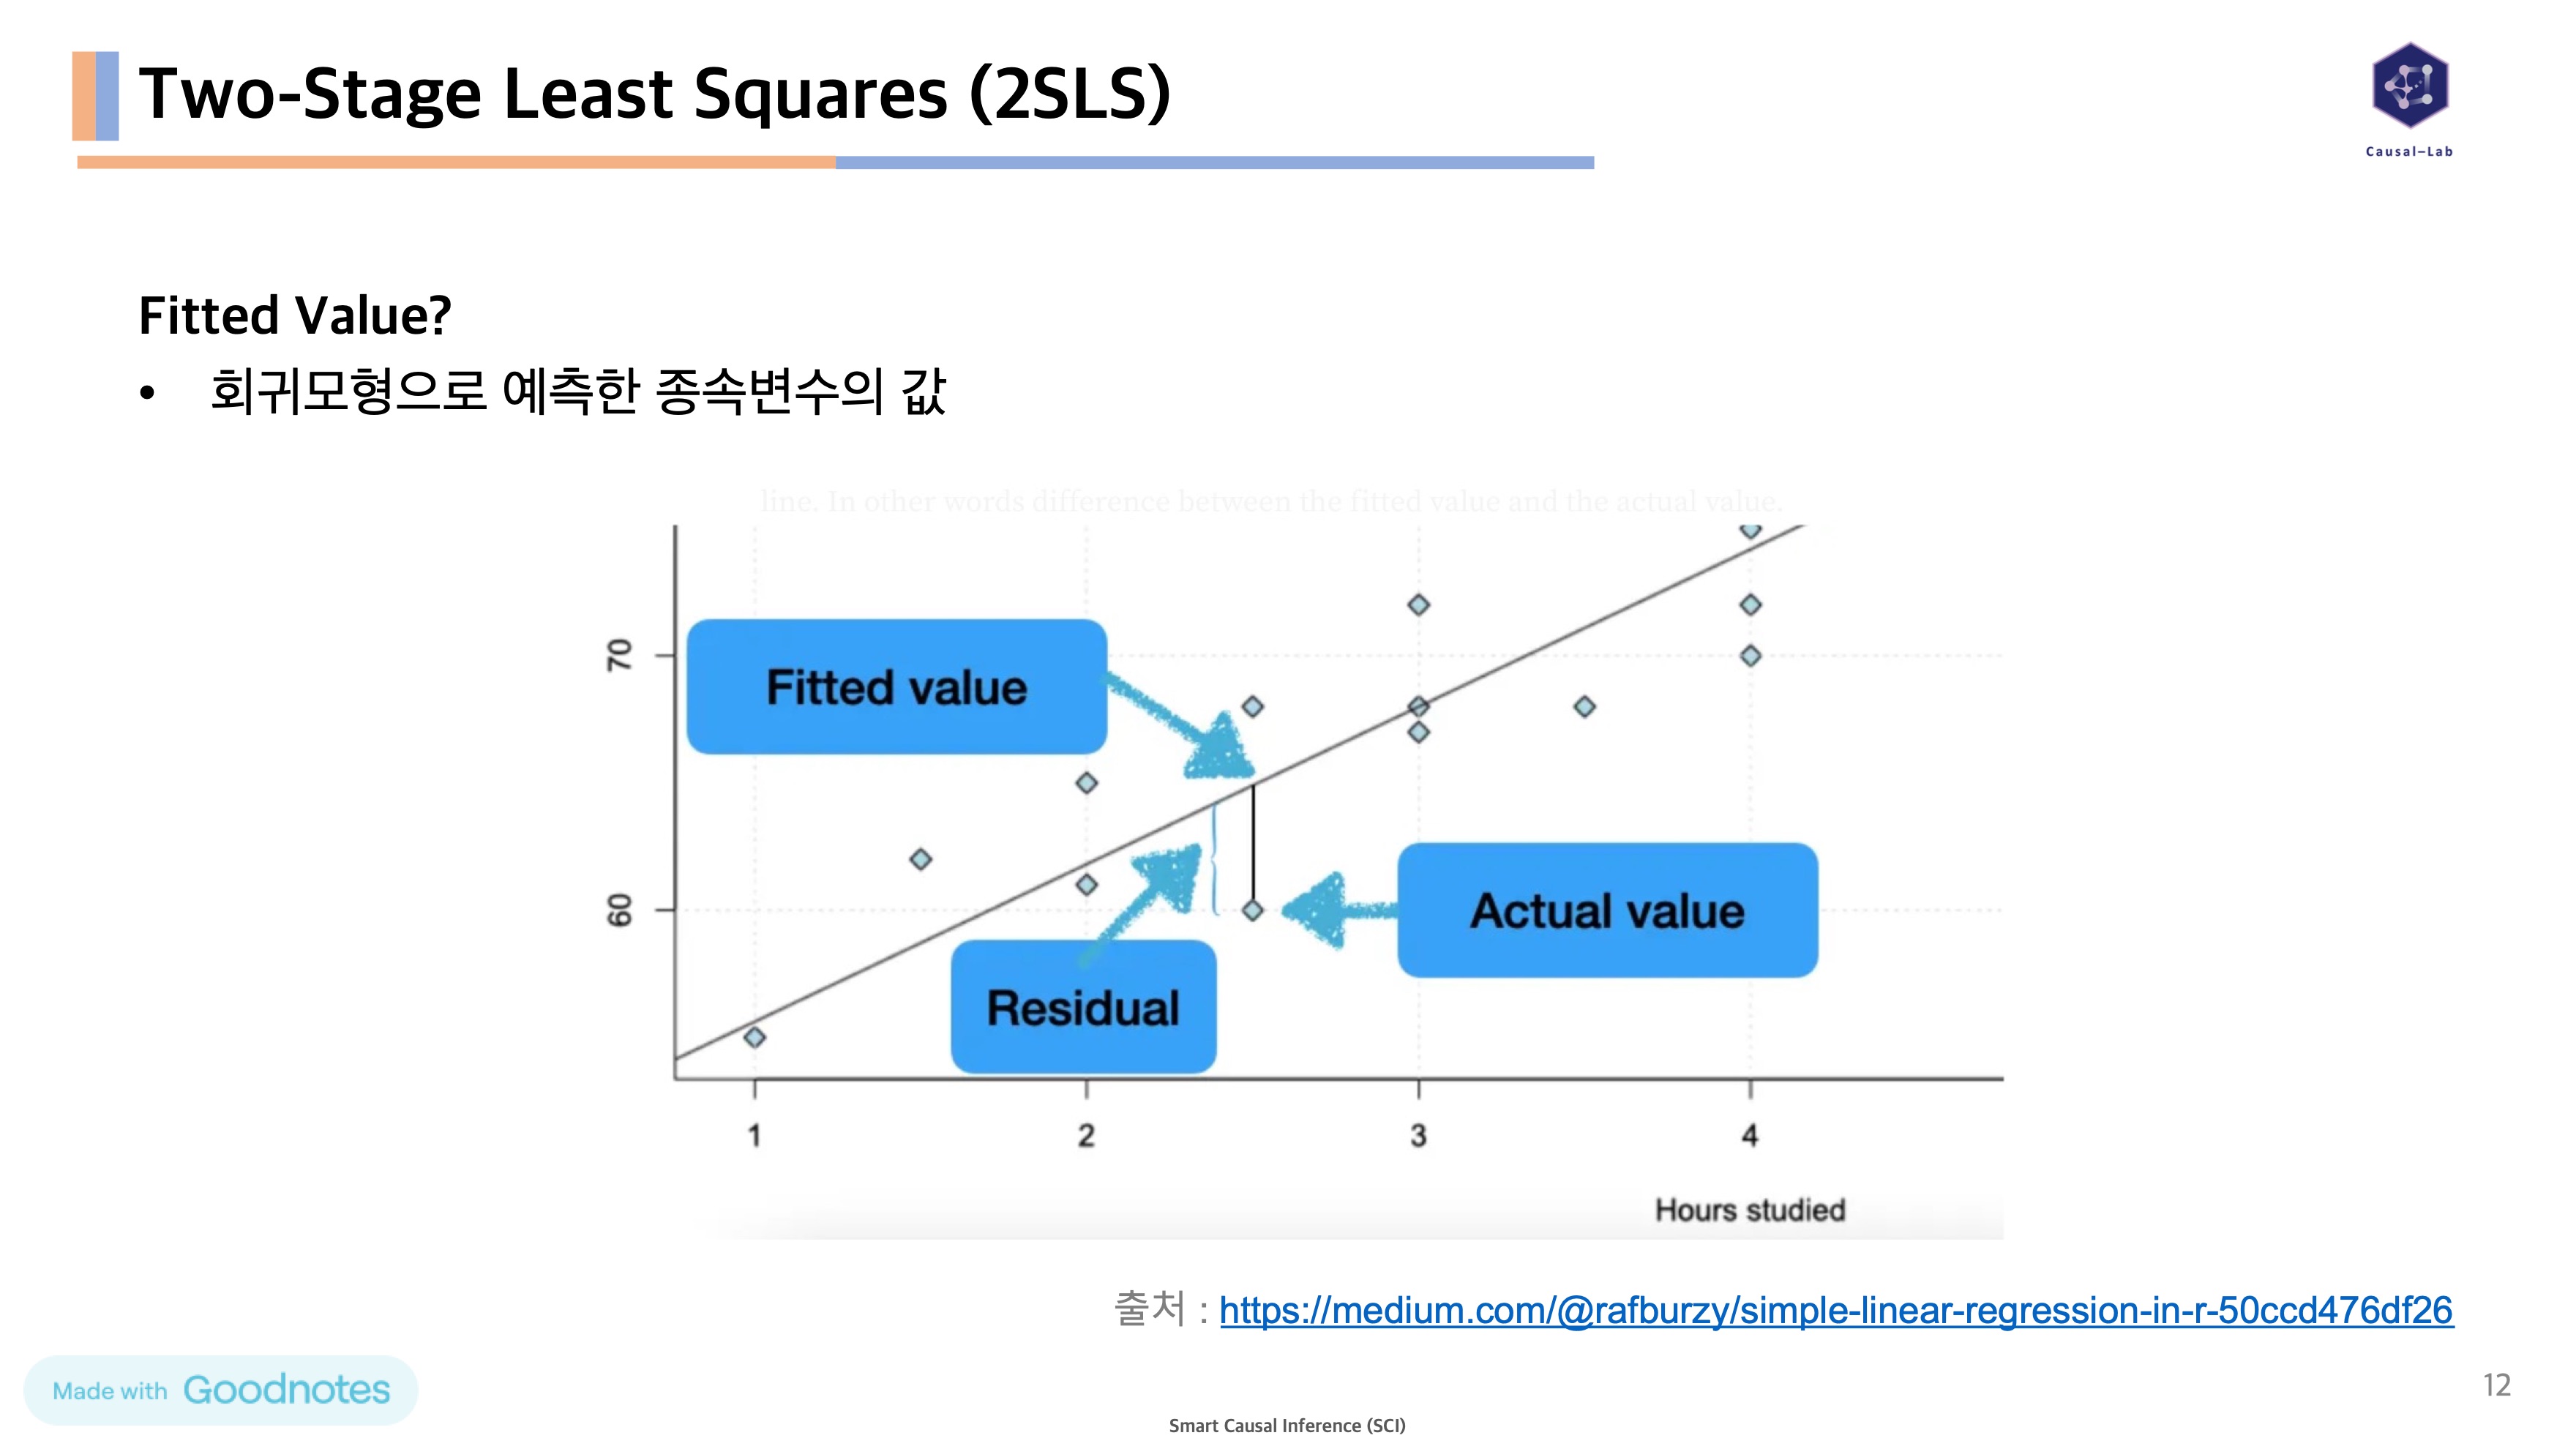 Two-Stage Least Squares (2SLS)
Causal-Lab
Fitted Value?
• 회귀모형으로 예측한 종속변수의 값
line. In other words difference between the fitted value and the actual value.
70
60
Fitted value
Actual value
Residual
1 2 3 4
Hours studied
출처 : https://medium.com/@rafburzy/simple-linear-regression-in-r-50ccd476df26
Made with Goodnotes
12
Smart Causal Inference (SCI)